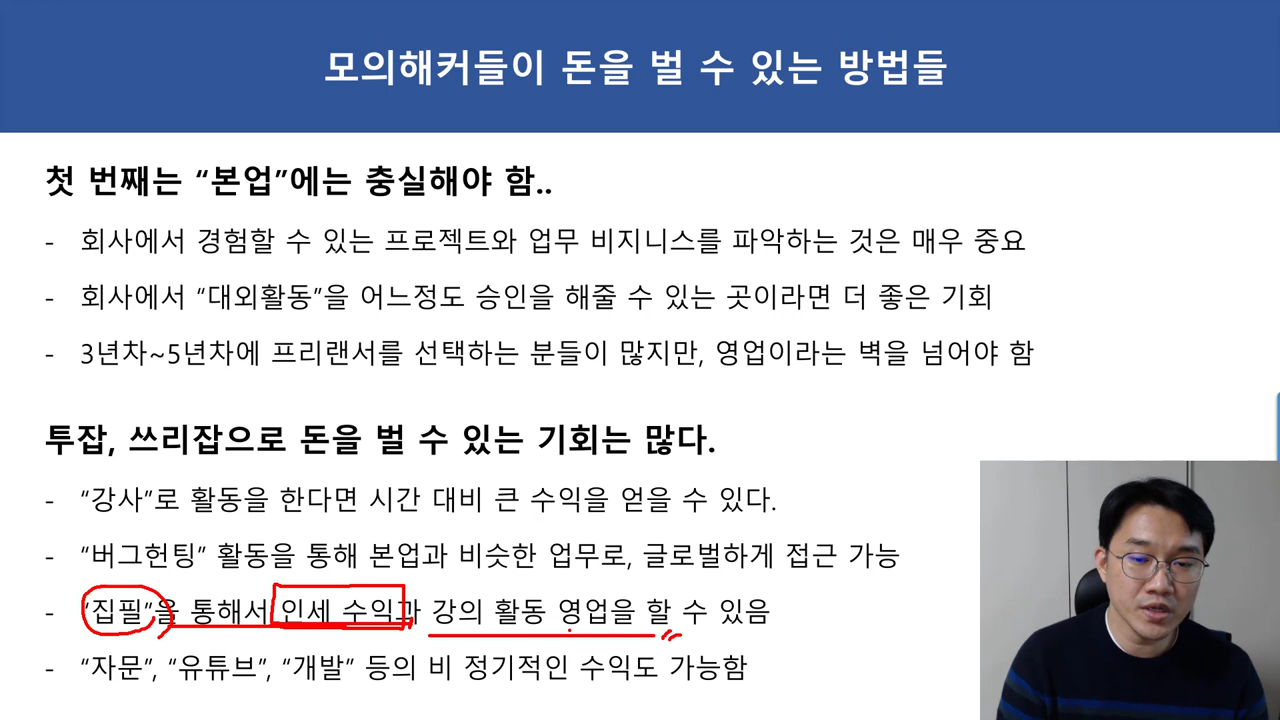 모의해커들이 돈을 벌 수 있는 방법들
첫 번째는 “본업”에는 충실해야 함..
- 회사에서 경험할 수 있는 프로젝트와 업무 비지니스를 파악하는 것은 매우 중요
- 회사에서 “대외활동”을 어느정도 승인을 해줄 수 있는 곳이라면 더 좋은 기회
- 3년차~5년차에 프리랜서를 선택하는 분들이 많지만, 영업이라는 벽을 넘어야 함
투잡, 쓰리잡으로 돈을 벌 수 있는 기회는 많다.
- “강사”로 활동을 한다면 시간 대비 큰 수익을 얻을 수 있다.
- “버그헌팅” 활동을 통해 본업과 비슷한 업무로, 글로벌하게 접근 가능
- “집필”을 통해서 인세 수익과 강의 활동 영업을 할 수 있음
- “자문”, “유튜브”, “개발” 등의 비 정기적인 수익도 가능함